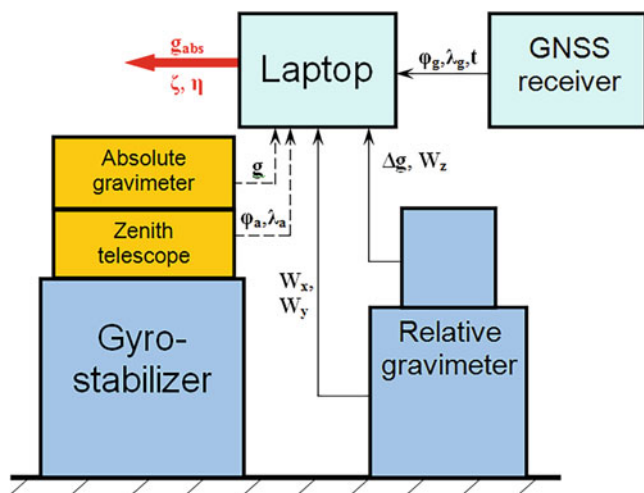 g_abs
ζ, η
Laptop
φ_g,λ_g,t
GNSS
receiver
Absolute
gravimeter
g
Δg, W_z
Zenith
telescope
φ_a,λ_a
W_x,
W_y
Gyro-
stabilizer
Relative
gravimeter